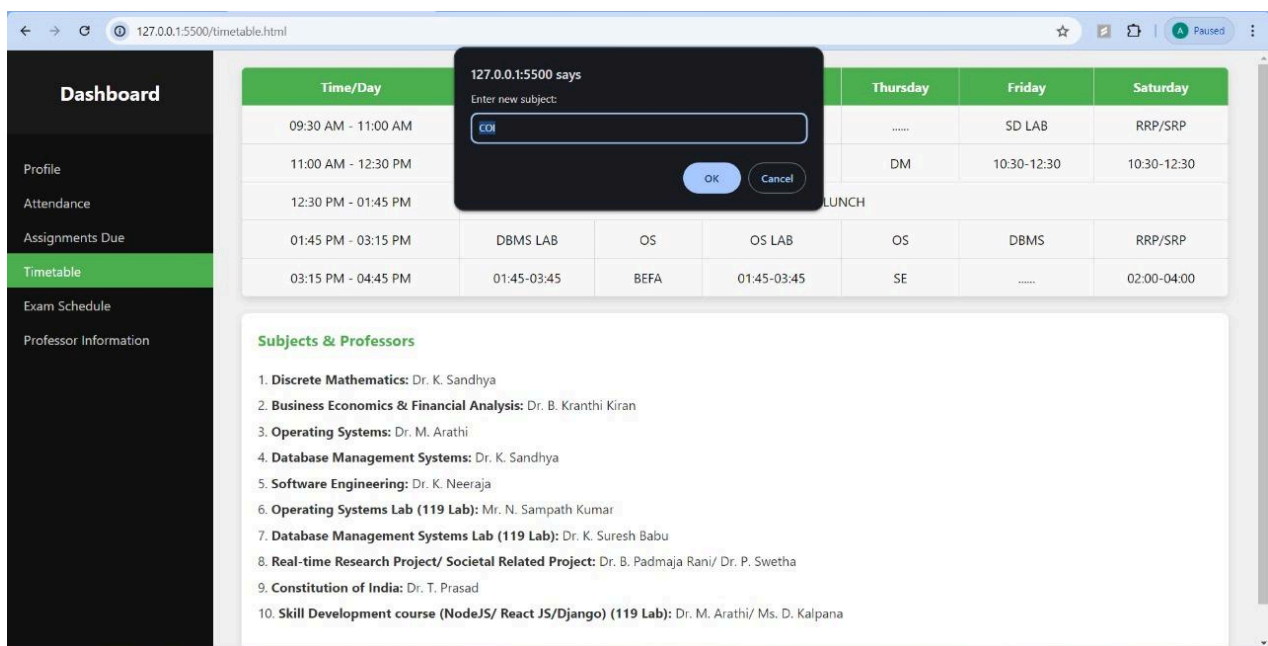 127.0.0.1:5500/timetable.html
A Paused
127.0.0.1:5500 says
Enter new subject:
COI
OK Cancel
Dashboard
Profile
Attendance
Assignments Due
Timetable
Exam Schedule
Professor Information
Time/Day Thursday Friday Saturday
09:30 AM - 11:00 AM ...... SD LAB RRP/SRP
11:00 AM - 12:30 PM DM 10:30-12:30 10:30-12:30
12:30 PM - 01:45 PM LUNCH
01:45 PM - 03:15 PM DBMS LAB OS OS LAB OS DBMS RRP/SRP
03:15 PM - 04:45 PM 01:45-03:45 BEFA 01:45-03:45 SE ...... 02:00-04:00
Subjects & Professors
1. Discrete Mathematics: Dr. K. Sandhya
2. Business Economics & Financial Analysis: Dr. B. Kranthi Kiran
3. Operating Systems: Dr. M. Arathi
4. Database Management Systems: Dr. K. Sandhya
5. Software Engineering: Dr. K. Neeraja
6. Operating Systems Lab (119 Lab): Mr. N. Sampath Kumar
7. Database Management Systems Lab (119 Lab): Dr. K. Suresh Babu
8. Real-time Research Project/ Societal Related Project: Dr. B. Padmaja Rani/ Dr. P. Swetha
9. Constitution of India: Dr. T. Prasad
10. Skill Development course (NodeJS/ React JS/Django) (119 Lab): Dr. M. Arathi/ Ms. D. Kalpana